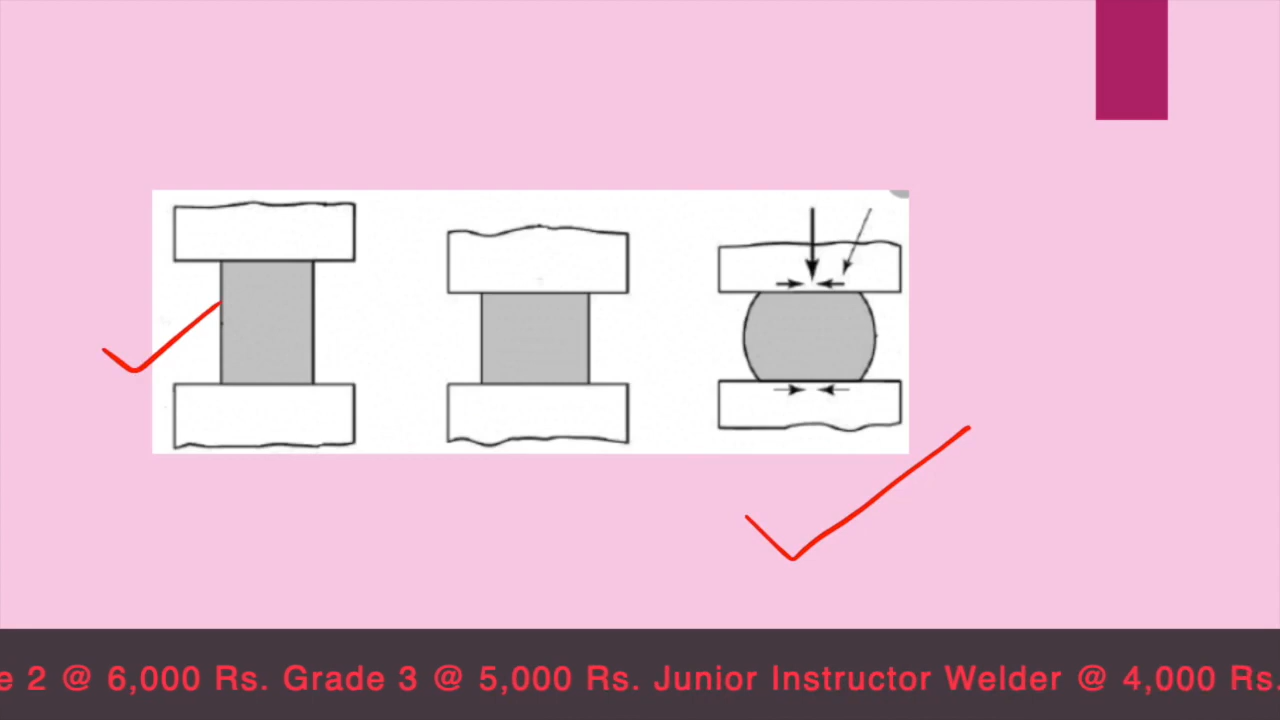 2 @ 6,000 Rs. Grade 3 @ 5,000 Rs. Junior Instructor Welder @ 4,000 Rs.